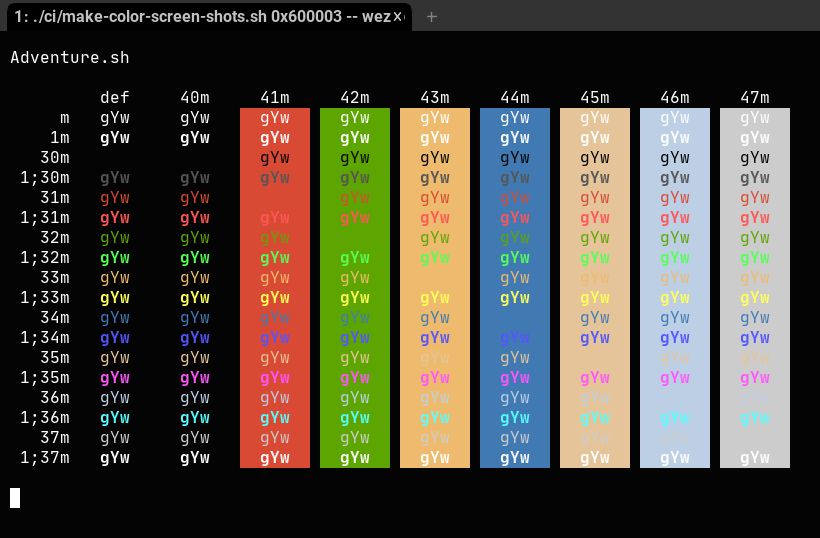 1: ./ci/make-color-screen-shots.sh 0x600003 -- wez× +
Adventure.sh
def 40m 41m 42m 43m 44m 45m 46m 47m
m gYw gYw gYw gYw gYw gYw gYw gYw gYw
1m gYw gYw gYw gYw gYw gYw gYw gYw gYw
30m gYw gYw gYw gYw gYw gYw gYw
1;30m gYw gYw gYw gYw gYw gYw gYw gYw gYw
31m gYw gYw gYw gYw gYw gYw gYw gYw
1;31m gYw gYw gYw gYw gYw gYw gYw gYw gYw
32m gYw gYw gYw gYw gYw gYw gYw gYw
1;32m gYw gYw gYw gYw gYw gYw gYw gYw gYw
33m gYw gYw gYw gYw gYw gYw gYw gYw
1;33m gYw gYw gYw gYw gYw gYw gYw gYw gYw
34m gYw gYw gYw gYw gYw gYw gYw gYw
1;34m gYw gYw gYw gYw gYw gYw gYw gYw gYw
35m gYw gYw gYw gYw gYw gYw gYw gYw
1;35m gYw gYw gYw gYw gYw gYw gYw gYw gYw
36m gYw gYw gYw gYw gYw gYw gYw gYw
1;36m gYw gYw gYw gYw gYw gYw gYw gYw gYw
37m gYw gYw gYw gYw gYw gYw gYw gYw
1;37m gYw gYw gYw gYw gYw gYw gYw gYw gYw